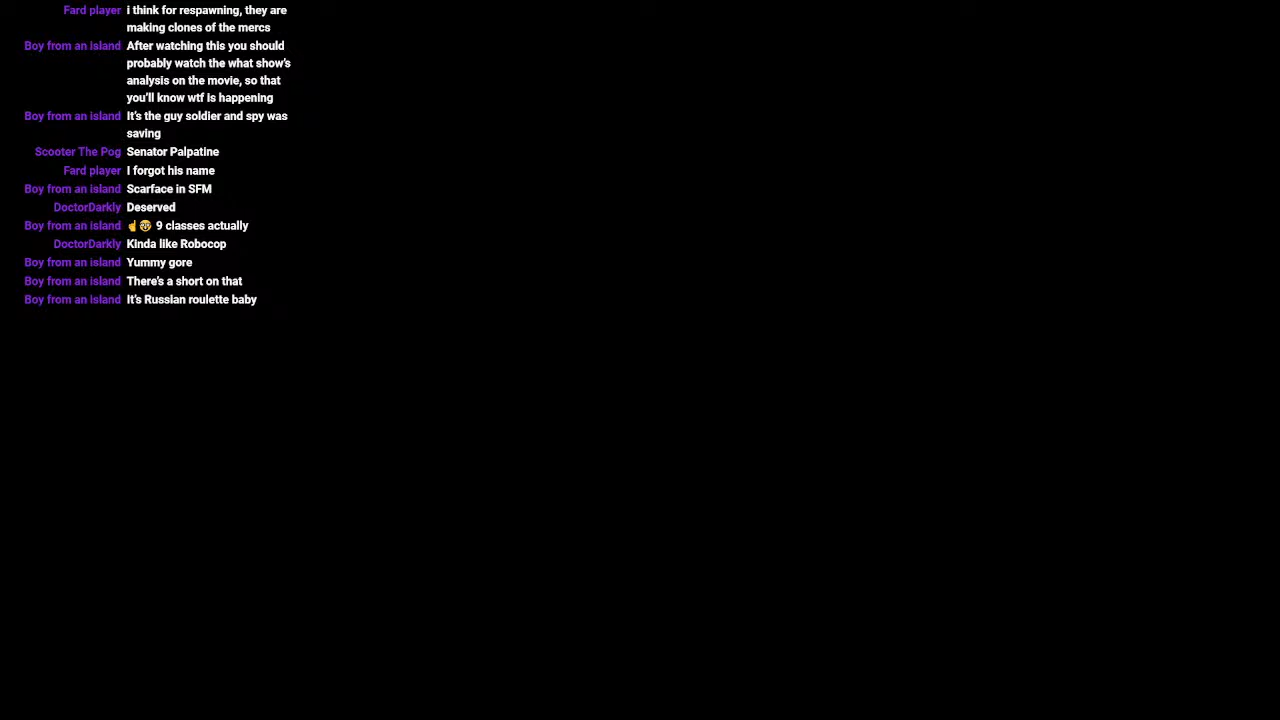 Fard player i think for respawning, they are
making clones of the mercs
Boy from an island After watching this you should
probably watch the what show's
analysis on the movie, so that
you'll know wtf is happening
Boy from an island It's the guy soldier and spy was
saving
Scooter The Pog Senator Palpatine
Fard player I forgot his name
Boy from an island Scarface in SFM
DoctorDarkly Deserved
Boy from an island ☝️🤓 9 classes actually
DoctorDarkly Kinda like Robocop
Boy from an island Yummy gore
Boy from an island There's a short on that
Boy from an island It's Russian roulette baby